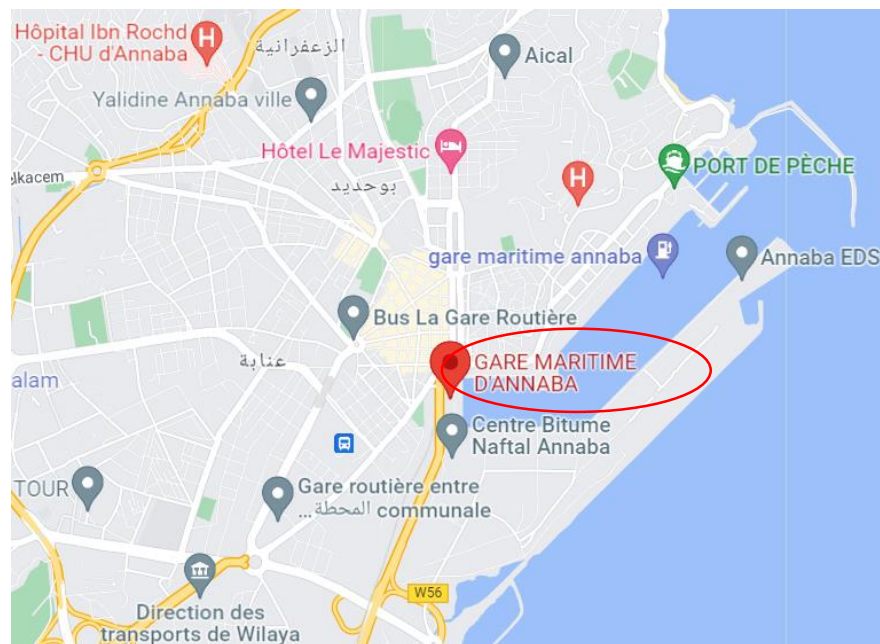 Hôpital Ibn Rochd
- CHU d'Annaba
H
الزعفرانية
Aical
Yalidine Annaba ville
Hôtel Le Majestic
elkacem
بوحديد
H
PORT DE PÈCHE
gare maritime annaba
Annaba EDS
Bus La Gare Routière
عنابة
GARE MARITIME
D'ANNABA
alam
Centre Bitume
Naftal Annaba
TOUR
Gare routière entre
communale المحطة...
W56
Direction des
transports de Wilaya